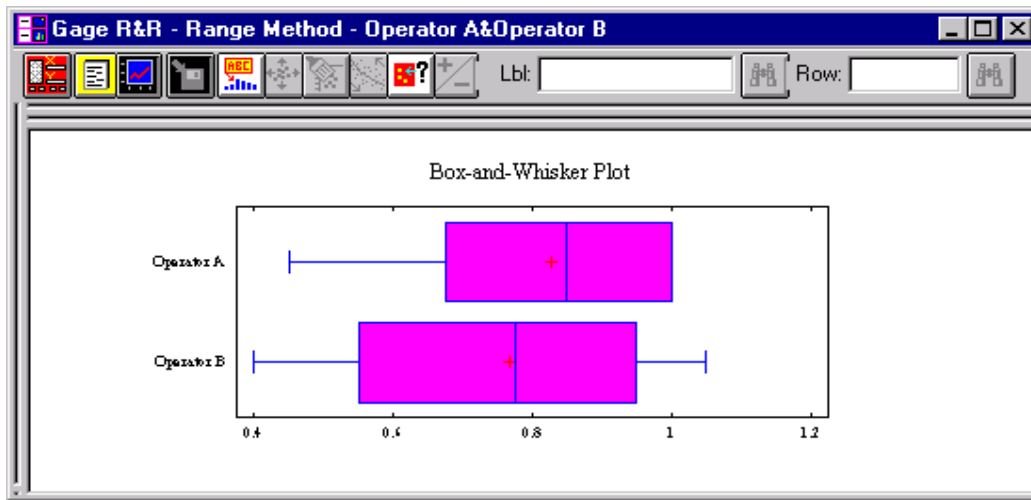 Gage R&R - Range Method - Operator A&Operator B
ABC
Lbl: Row:
Box-and-Whisker Plot
Operator A
Operator B
0.4 0.6 0.8 1 1.2